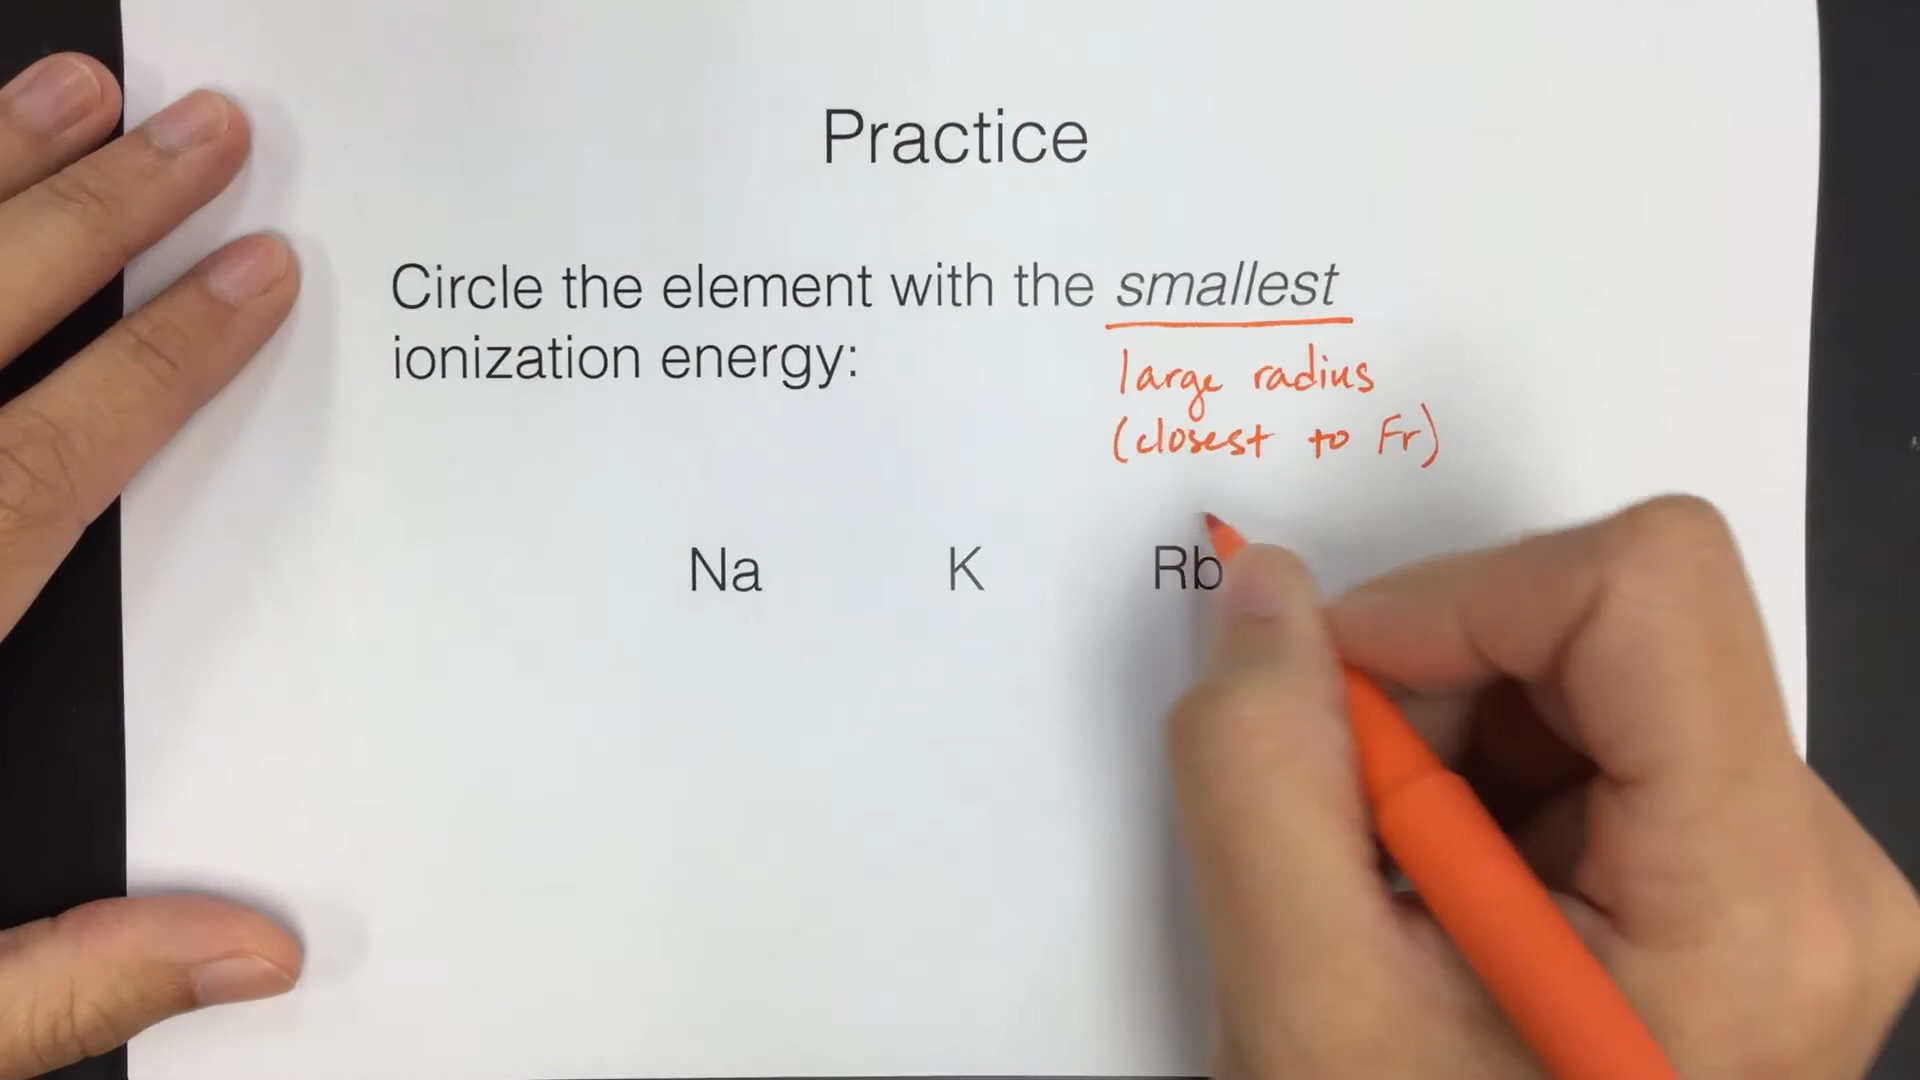 Practice
Circle the element with the smallest
ionization energy:
large radius
(closest to Fr)
Na K Rb